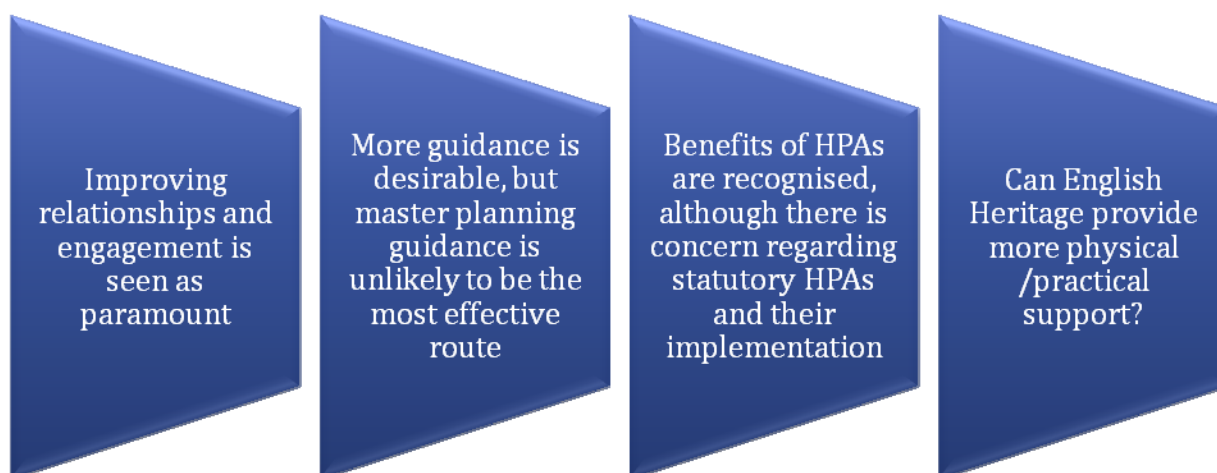 Improving
relationships and
engagement is
seen as
paramount
More guidance is
desirable, but
master planning
guidance is
unlikely to be the
most effective
route
Benefits of HPAs
are recognised,
although there is
concern regarding
statutory HPAs
and their
implementation
Can English
Heritage provide
more physical
/practical
support?